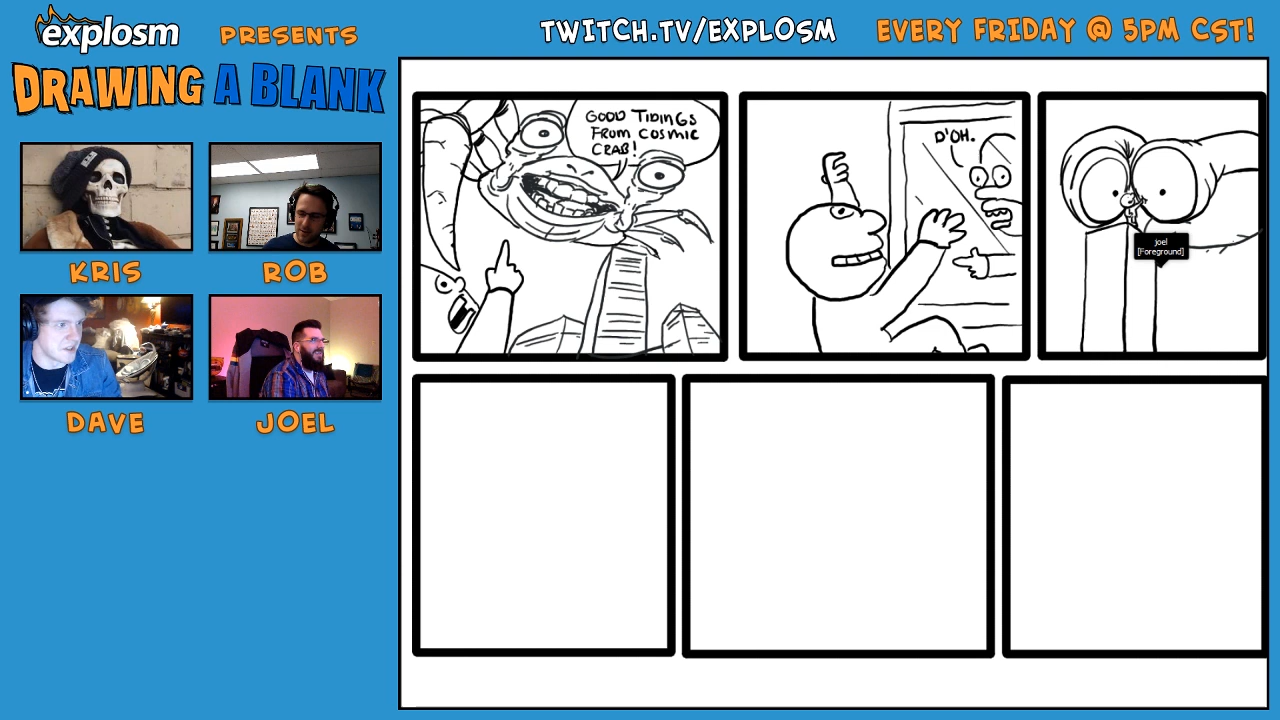 explosm PRESENTS
DRAWING A BLANK
TWITCH.TV/EXPLOSM EVERY FRIDAY @ 5PM CST!
KRIS
ROB
DAVE
JOEL
GOOD TIDINGS
FROM COSMIC
CRAB!
D'OH.
joel
[Foreground]